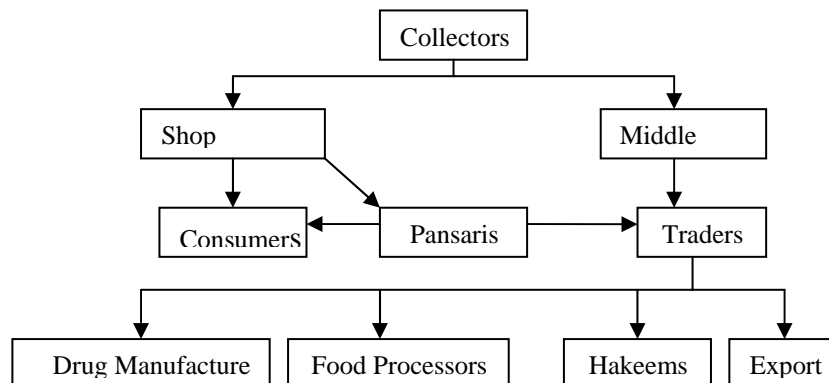 Collectors
Shop
Middle
Consumers
Pansaris
Traders
Drug Manufacture
Food Processors
Hakeems
Export